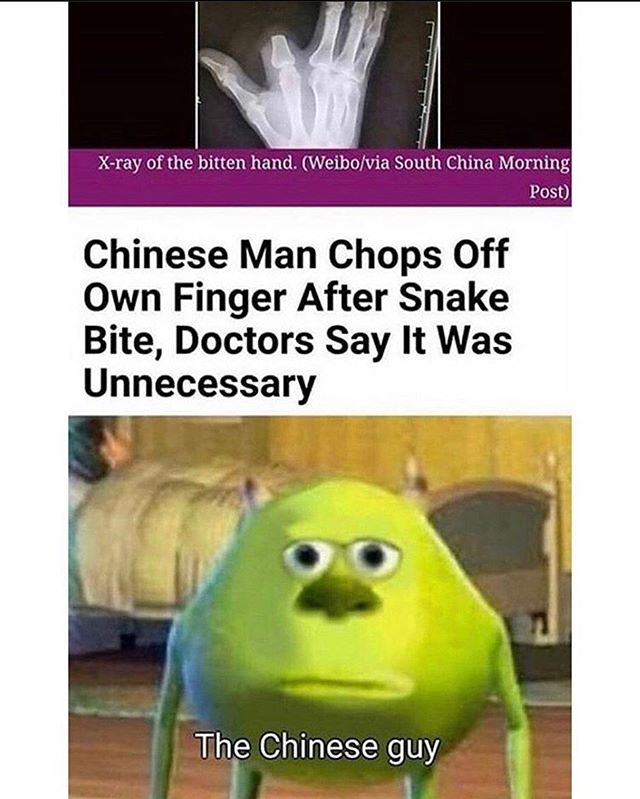 X-ray of the bitten hand. (Weibo/via South China Morning
Post)
Chinese Man Chops Off
Own Finger After Snake
Bite, Doctors Say It Was
Unnecessary
The Chinese guy